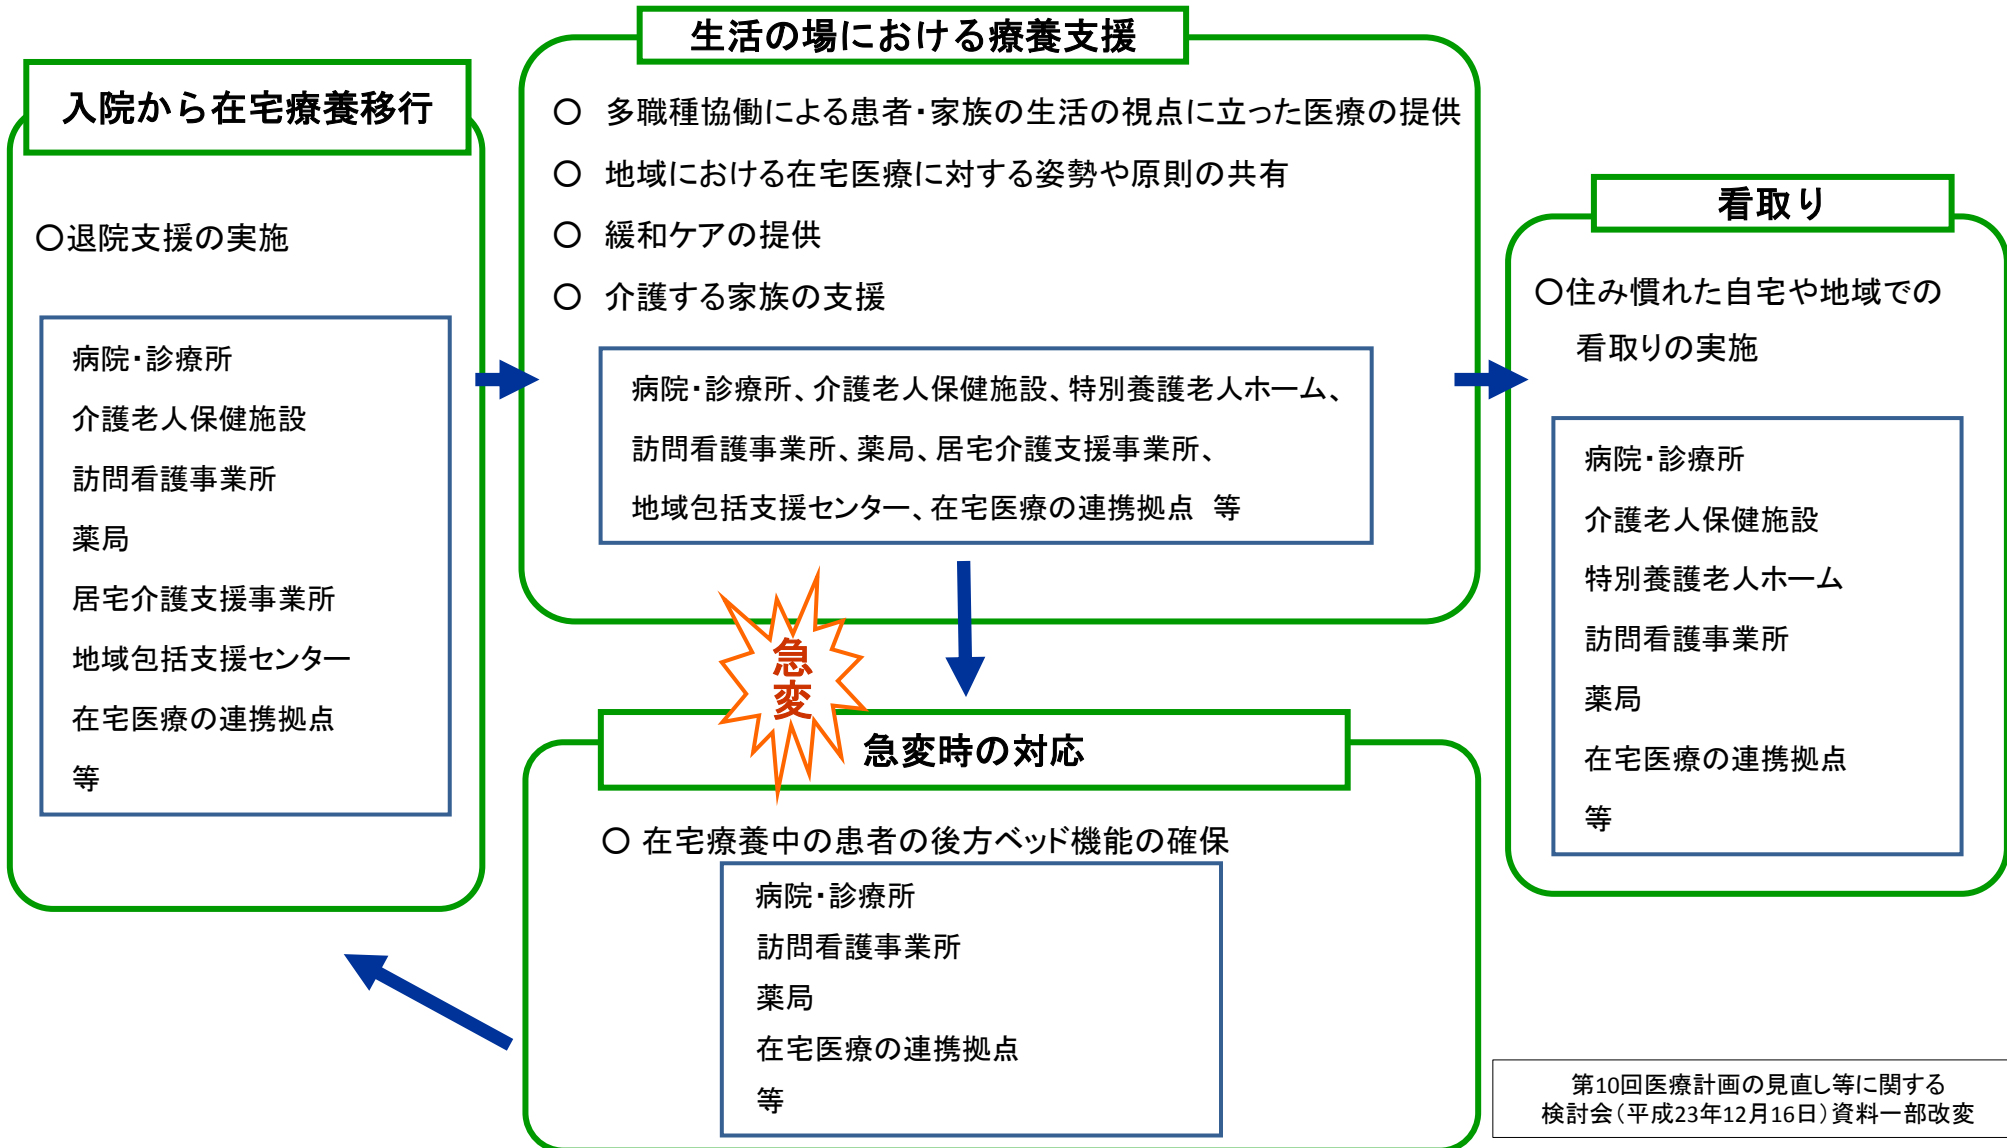 入院から在宅療養移行
○退院支援の実施
病院・診療所
介護老人保健施設
訪問看護事業所
薬局
居宅介護支援事業所
地域包括支援センター
在宅医療の連携拠点
等
生活の場における療養支援
○ 多職種協働による患者・家族の生活の視点に立った医療の提供
○ 地域における在宅医療に対する姿勢や原則の共有
○ 緩和ケアの提供
○ 介護する家族の支援
病院・診療所、介護老人保健施設、特別養護老人ホーム、
訪問看護事業所、薬局、居宅介護支援事業所、
地域包括支援センター、在宅医療の連携拠点 等
急変
急変時の対応
○ 在宅療養中の患者の後方ベッド機能の確保
病院・診療所
訪問看護事業所
薬局
在宅医療の連携拠点
等
看取り
○住み慣れた自宅や地域での
看取りの実施
病院・診療所
介護老人保健施設
特別養護老人ホーム
訪問看護事業所
薬局
在宅医療の連携拠点
等
第10回医療計画の見直し等に関する
検討会(平成23年12月16日)資料一部改変